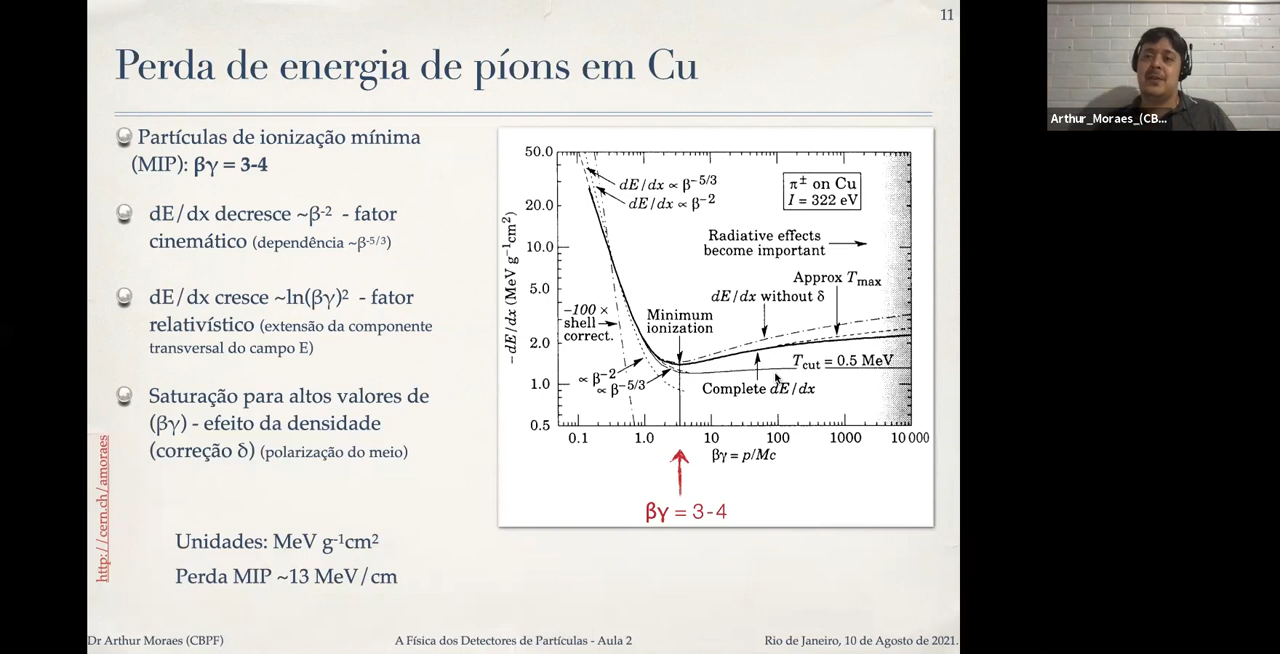 11
Perda de energia de píons em Cu
Partículas de ionização mínima
(MIP): βγ = 3-4
dE/dx decresce ~β⁻² - fator
cinemático (dependência ~β⁻⁵/³)
dE/dx cresce ~ln(βγ)² - fator
relativístico (extensão da componente
transversal do campo E)
Saturação para altos valores de
(βγ) - efeito da densidade
(correção δ) (polarização do meio)
Unidades: MeV g⁻¹cm²
Perda MIP ~13 MeV/cm
http://cern.ch/amoraes
−dE/dx (MeV g⁻¹cm²)
50.0
20.0
10.0
5.0
2.0
1.0
0.5
dE/dx ∝ β⁻⁵/³
dE/dx ∝ β⁻²
π± on Cu
I = 322 eV
Radiative effects
become important
Approx Tmax
dE/dx without δ
−100 ×
shell
correct.
Minimum
ionization
∝ β⁻²
∝ β⁻⁵/³
Tcut = 0.5 MeV
Complete dE/dx
0.1 1.0 10 100 1000 10 000
βγ = p/Mc
βγ = 3-4
Dr Arthur Moraes (CBPF)
A Física dos Detectores de Partículas - Aula 2
Rio de Janeiro, 10 de Agosto de 2021.
Arthur_Moraes_(CB...